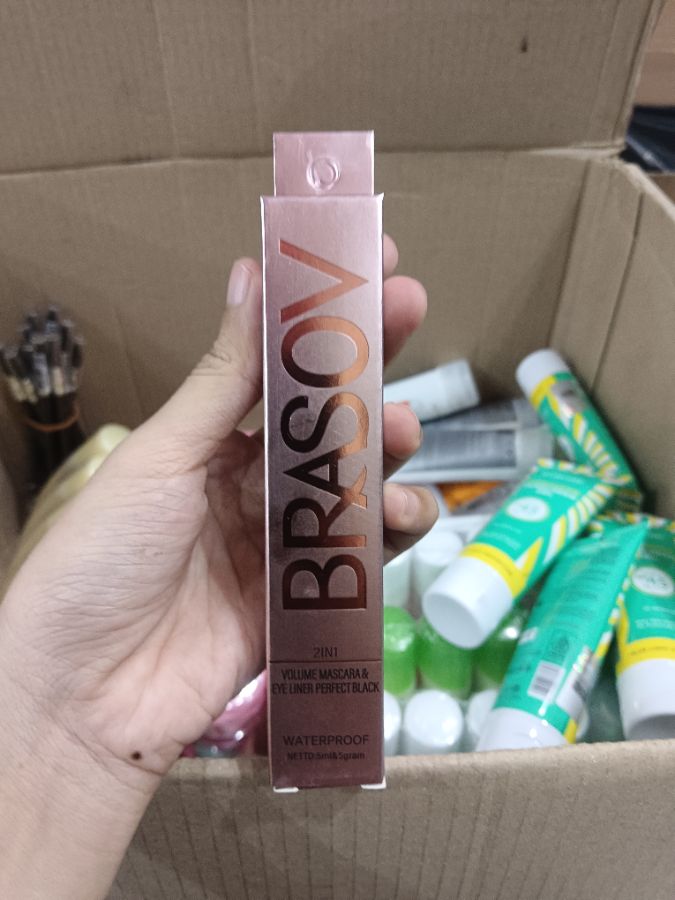 BRASOV
2IN1
VOLUME MASCARA &
EYE LINER PERFECT BLACK
WATERPROOF
NETTO:5ml&5gram